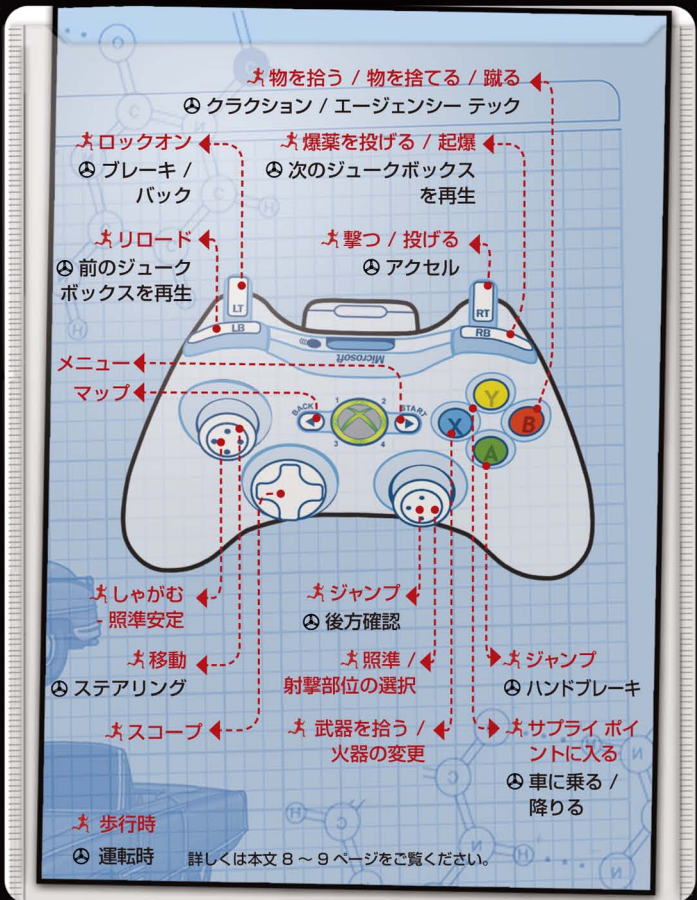 物を拾う / 物を捨てる / 蹴る
クラクション / エージェンシー テック
ロックオン
ブレーキ /
バック
爆薬を投げる / 起爆
次のジュークボックス
を再生
リロード
前のジューク
ボックスを再生
撃つ / 投げる
アクセル
LT
RT
LB
RB
Microsoft
メニュー
マップ
BACK
START
1
2
3
4
Y
X
B
A
しゃがむ
- 照準安定
ジャンプ
後方確認
移動
ステアリング
照準 /
射撃部位の選択
ジャンプ
ハンドブレーキ
スコープ
武器を拾う /
火器の変更
サプライ ポイ
ントに入る
車に乗る /
降りる
歩行時
運転時
詳しくは本文 8 ～ 9 ページをご覧ください。